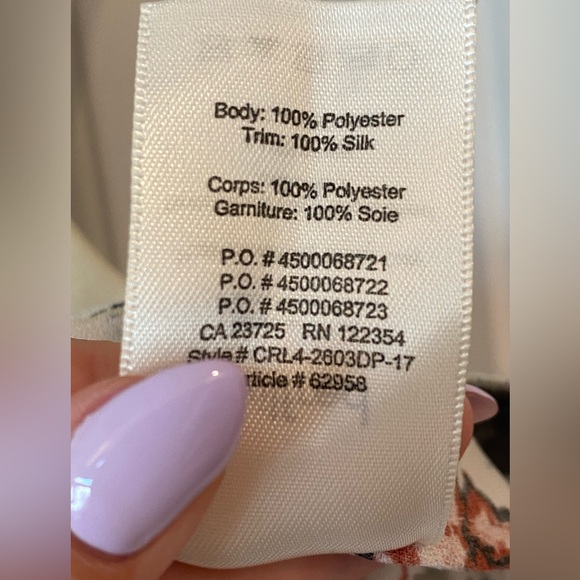 Body: 100% Polyester
Trim: 100% Silk
Corps: 100% Polyester
Garniture: 100% Soie
P.O. # 4500068721
P.O. # 4500068722
P.O. # 4500068723
CA 23725 RN 122354
Style# CRL4-2603DP-17
rticle # 62958